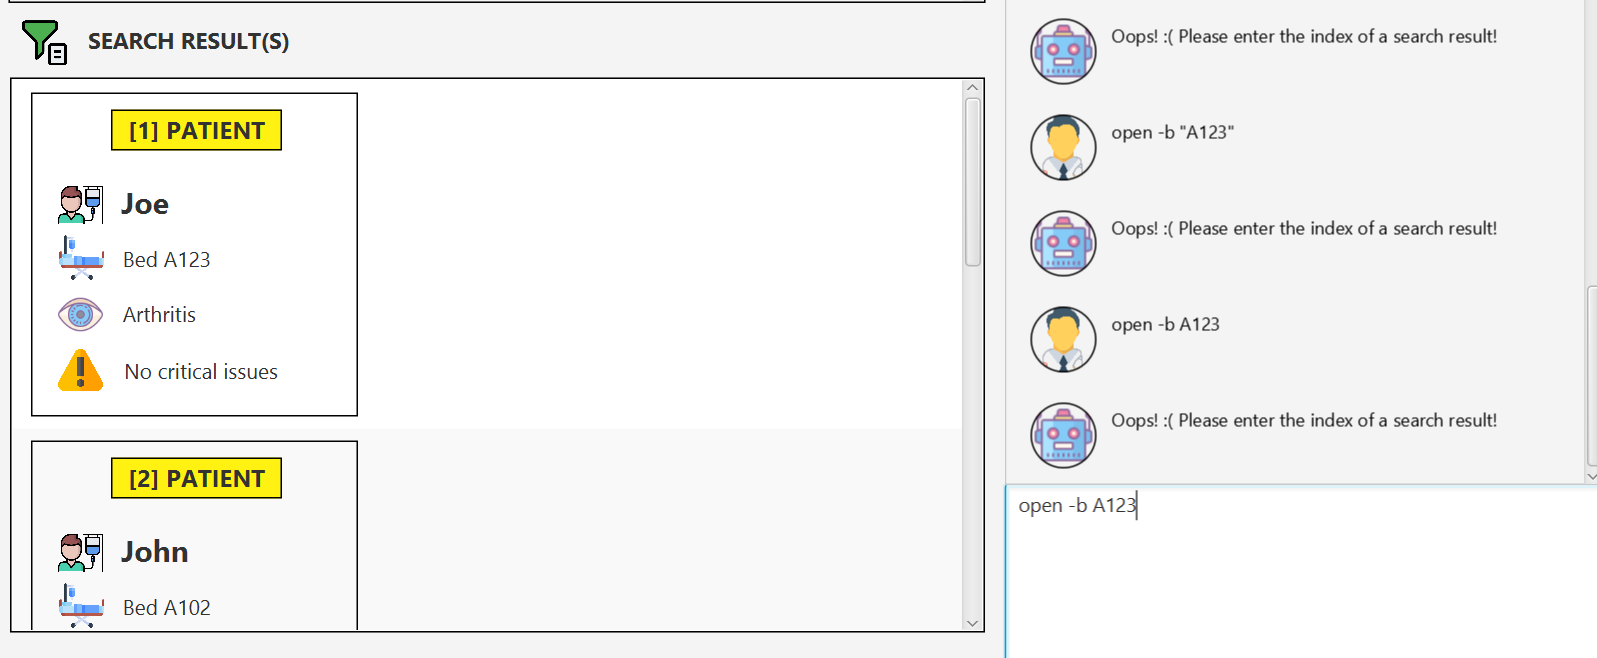 SEARCH RESULT(S)
[1] PATIENT
Joe
Bed A123
Arthritis
No critical issues
[2] PATIENT
John
Bed A102
Oops! :( Please enter the index of a search result!
open -b "A123"
Oops! :( Please enter the index of a search result!
open -b A123
Oops! :( Please enter the index of a search result!
open -b A123